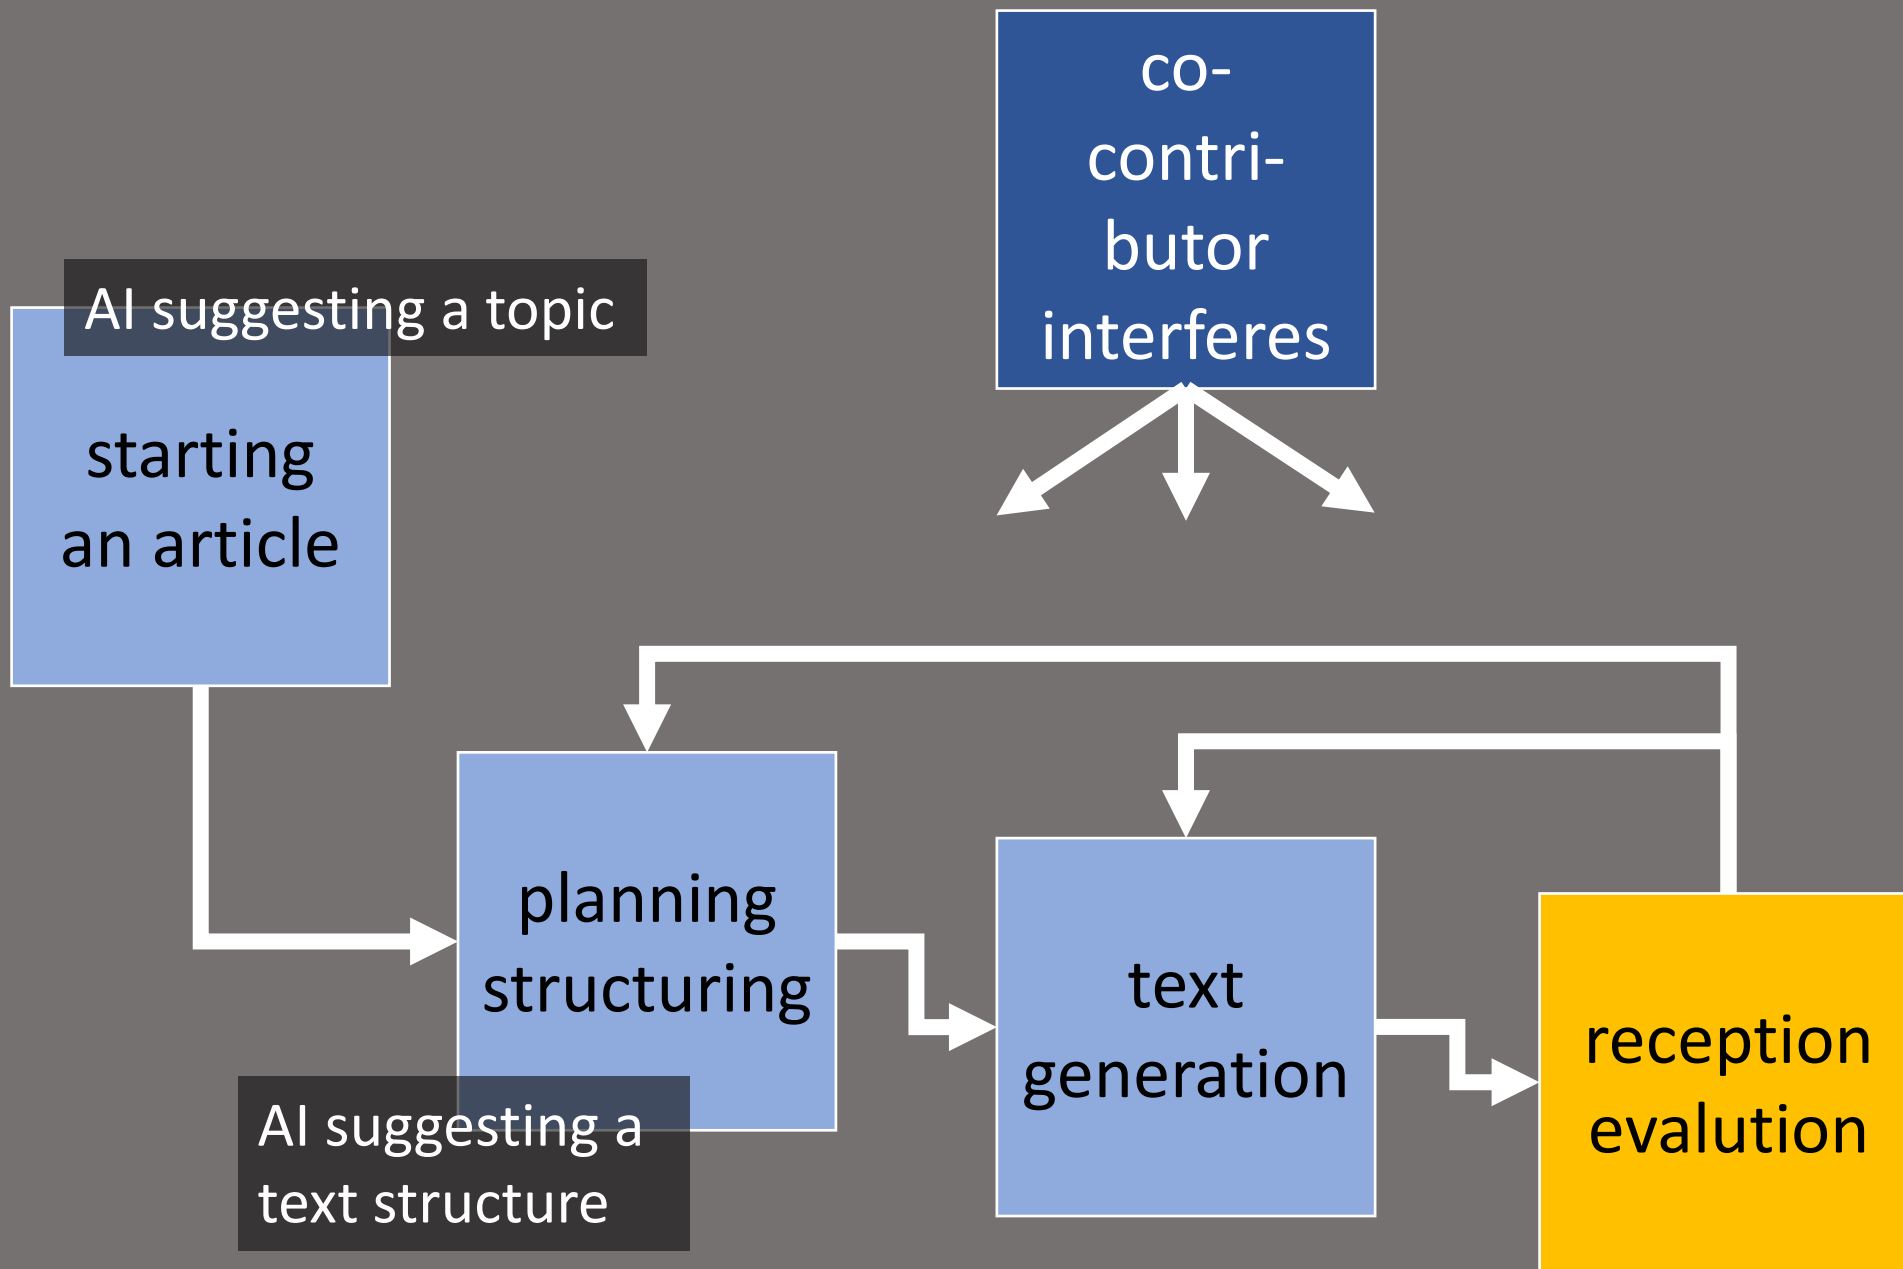 co-
contri-
butor
interferes
AI suggesting a topic
starting
an article
planning
structuring
AI suggesting a
text structure
text
generation
reception
evalution